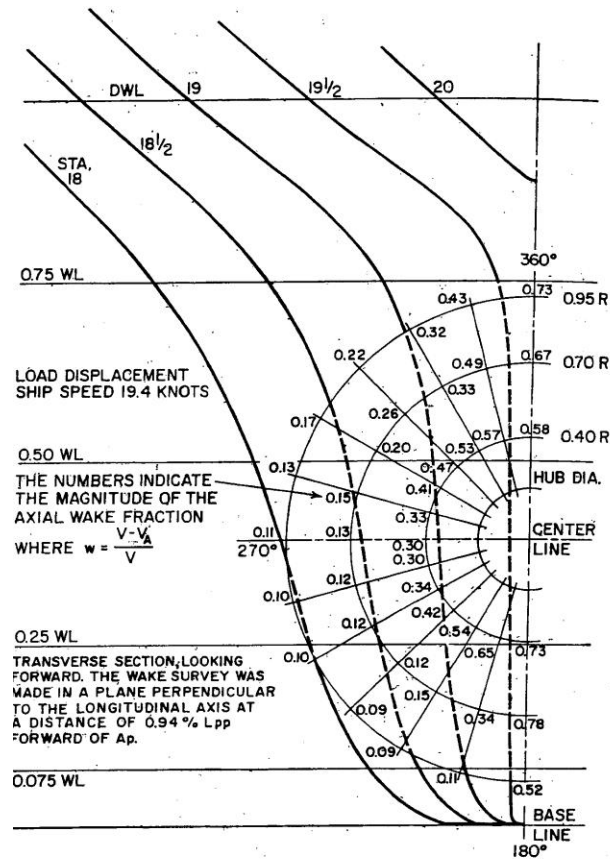 DWL
19
19 1/2
20
18 1/2
STA.
18
360°
0.75 WL
0.73
0.95 R
0.43
0.32
0.22
0.67
0.70 R
0.49
0.33
LOAD DISPLACEMENT
SHIP SPEED 19.4 KNOTS
0.26
0.17
0.58
0.40 R
0.57
0.53
0.20
0.50 WL
0.47
0.13
HUB DIA.
THE NUMBERS INDICATE
THE MAGNITUDE OF THE
AXIAL WAKE FRACTION
WHERE w = V-VA / V
0.41
0.15
0.33
0.11
270°
0.13
0.30
0.30
CENTER
LINE
0.12
0.34
0.10
0.42
0.12
0.54
0.25 WL
0.65
0.73
0.10
0.12
TRANSVERSE SECTION, LOOKING
FORWARD. THE WAKE SURVEY WAS
MADE IN A PLANE PERPENDICULAR
TO THE LONGITUDINAL AXIS AT
A DISTANCE OF 0.94 % Lpp
FORWARD OF Ap.
0.15
0.09
0.34
0.78
0.09
0.11
0.075 WL
0.52
BASE
LINE
180°